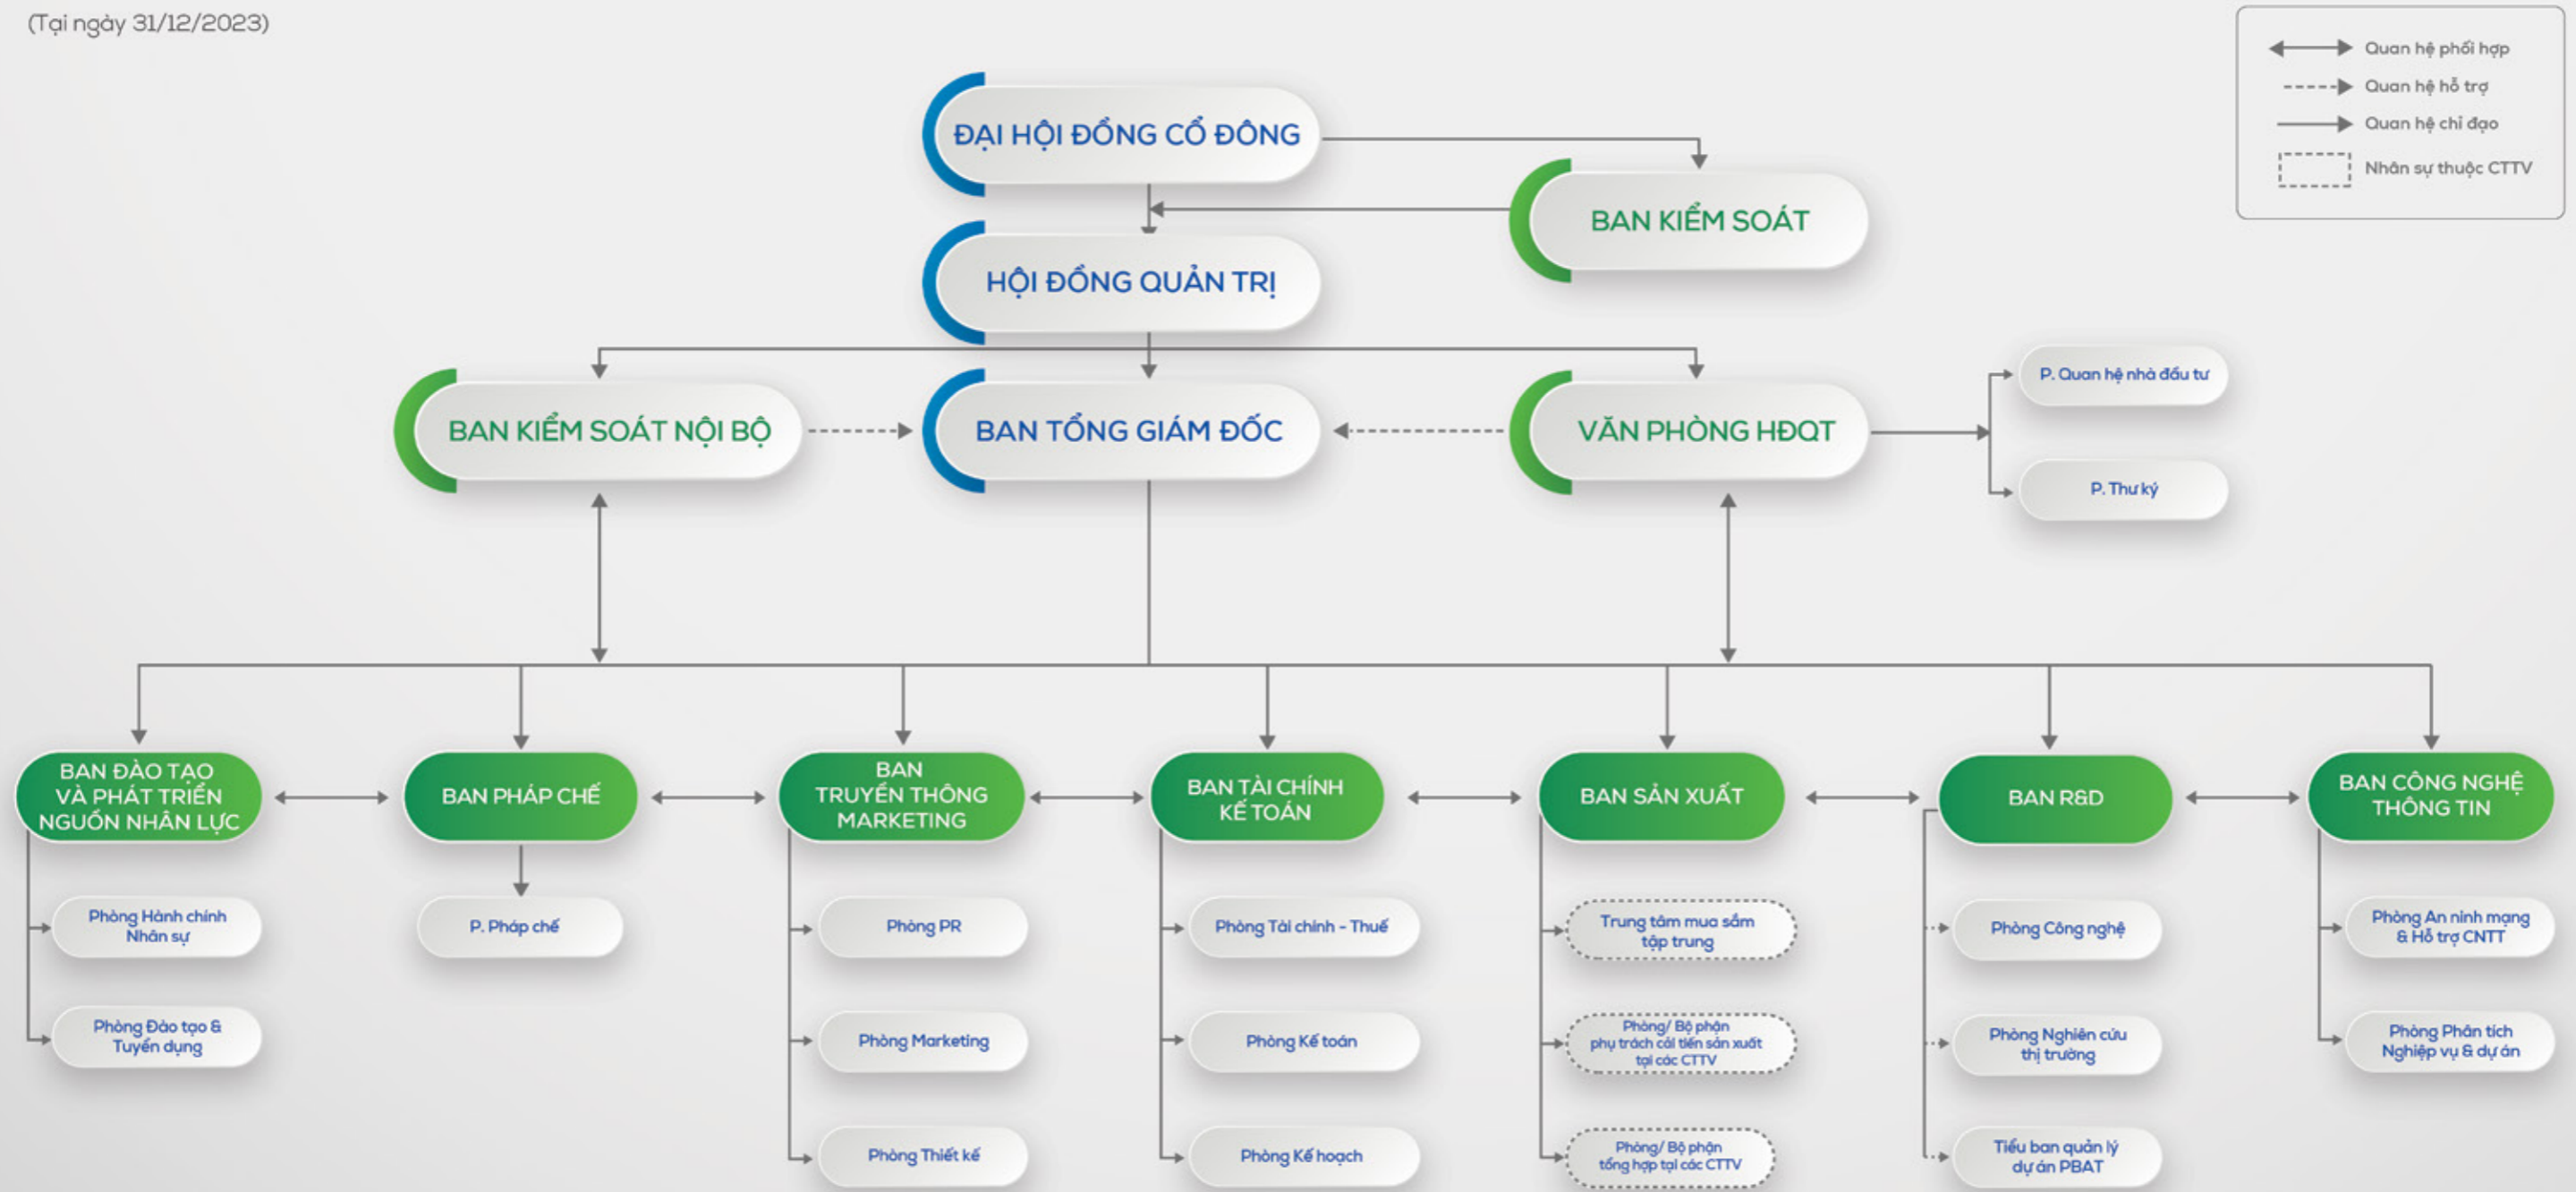 (Tại ngày 31/12/2023)
Quan hệ phối hợp
Quan hệ hỗ trợ
Quan hệ chỉ đạo
Nhân sự thuộc CTTV
ĐẠI HỘI ĐỒNG CỔ ĐÔNG
BAN KIỂM SOÁT
HỘI ĐỒNG QUẢN TRỊ
BAN KIỂM SOÁT NỘI BỘ
BAN TỔNG GIÁM ĐỐC
VĂN PHÒNG HĐQT
P. Quan hệ nhà đầu tư
P. Thư ký
BAN ĐÀO TẠO
VÀ PHÁT TRIỂN
NGUỒN NHÂN LỰC
BAN PHÁP CHẾ
BAN
TRUYỀN THÔNG
MARKETING
BAN TÀI CHÍNH
KẾ TOÁN
BAN SẢN XUẤT
BAN R&D
BAN CÔNG NGHỆ
THÔNG TIN
Phòng Hành chính
Nhân sự
Phòng Đào tạo &
Tuyển dụng
P. Pháp chế
Phòng PR
Phòng Marketing
Phòng Thiết kế
Phòng Tài chính - Thuế
Phòng Kế toán
Phòng Kế hoạch
Trung tâm mua sắm
tập trung
Phòng/ Bộ phận
phụ trách cải tiến sản xuất
tại các CTTV
Phòng/ Bộ phận
tổng hợp tại các CTTV
Phòng Công nghệ
Phòng Nghiên cứu
thị trường
Tiểu ban quản lý
dự án PBAT
Phòng An ninh mạng
& Hỗ trợ CNTT
Phòng Phân tích
Nghiệp vụ & dự án